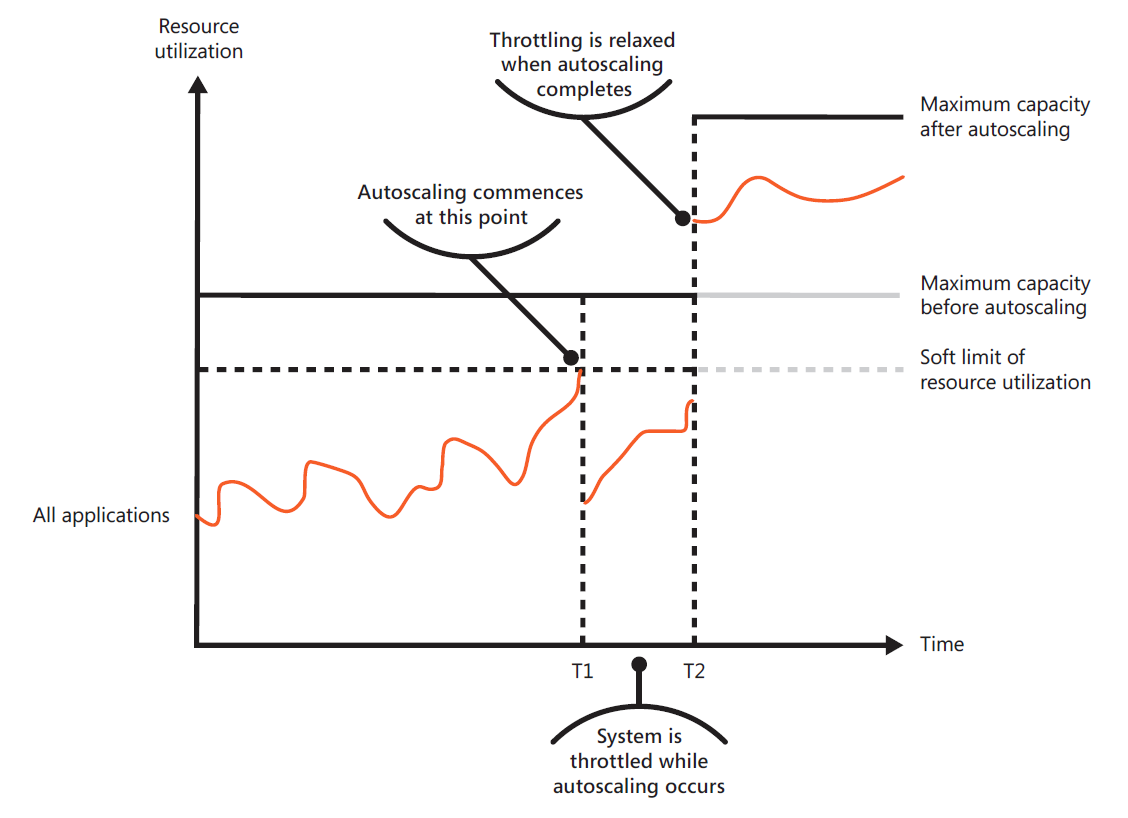 Resource
utilization
Throttling is relaxed
when autoscaling
completes
Maximum capacity
after autoscaling
Autoscaling commences
at this point
Maximum capacity
before autoscaling
Soft limit of
resource utilization
All applications
Time
T1
T2
System is
throttled while
autoscaling occurs